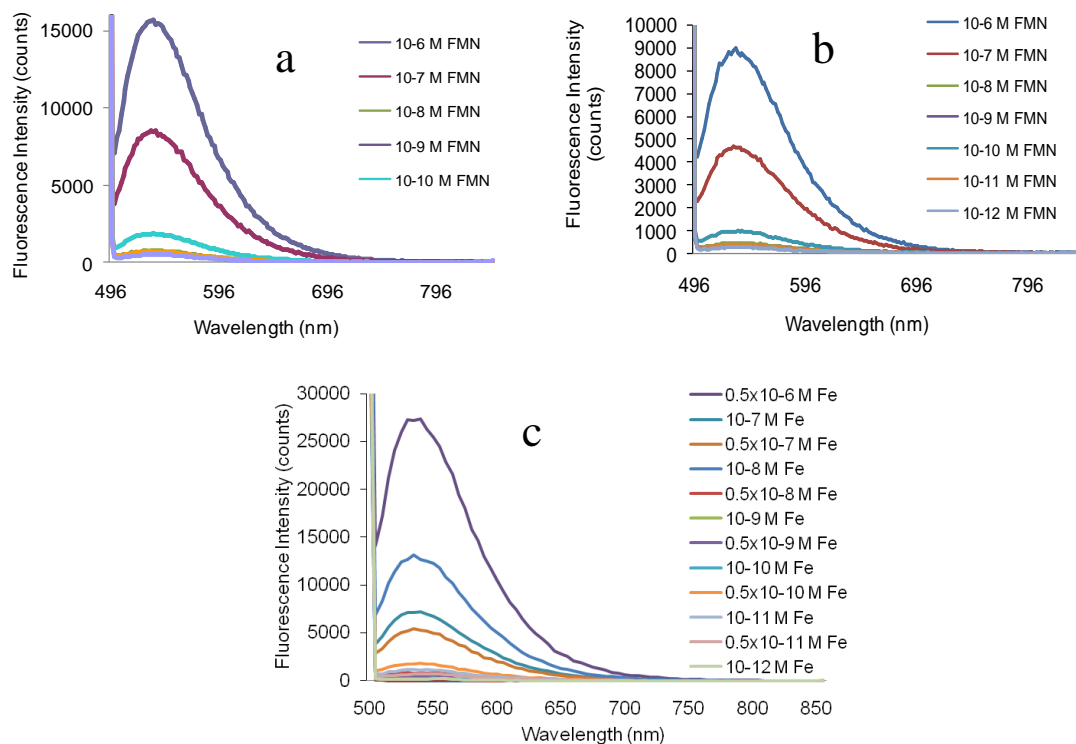 Fluorescence Intensity (counts)
15000
10000
5000
0
496
596
696
796
Wavelength (nm)
a
10-6 M FMN
10-7 M FMN
10-8 M FMN
10-9 M FMN
10-10 M FMN
Fluorescence Intensity
(counts)
10000
9000
8000
7000
6000
5000
4000
3000
2000
1000
0
496
596
696
796
Wavelength (nm)
b
10-6 M FMN
10-7 M FMN
10-8 M FMN
10-9 M FMN
10-10 M FMN
10-11 M FMN
10-12 M FMN
Fluorescence Intensity (counts)
30000
25000
20000
15000
10000
5000
0
500
550
600
650
700
750
800
850
Wavelength (nm)
c
0.5x10-6 M Fe
10-7 M Fe
0.5x10-7 M Fe
10-8 M Fe
0.5x10-8 M Fe
10-9 M Fe
0.5x10-9 M Fe
10-10 M Fe
0.5x10-10 M Fe
10-11 M Fe
0.5x10-11 M Fe
10-12 M Fe